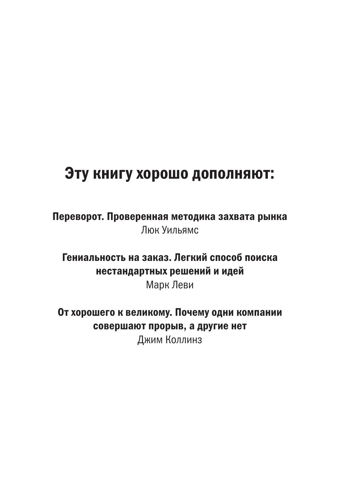 Эту книгу хорошо дополняют:
Переворот. Проверенная методика захвата рынка
Люк Уильямс
Гениальность на заказ. Легкий способ поиска
нестандартных решений и идей
Марк Леви
От хорошего к великому. Почему одни компании
совершают прорыв, а другие нет
Джим Коллинз